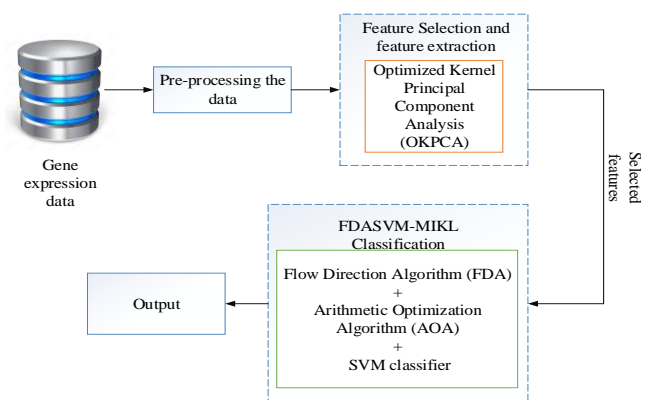 Gene
expression
data
Pre-processing the
data
Feature Selection and
feature extraction
Optimized Kernel
Principal
Component
Analysis
(OKPCA)
Selected
features
FDASVM-MIKL
Classification
Flow Direction Algorithm (FDA)
+
Arithmetic Optimization
Algorithm (AOA)
+
SVM classifier
Output